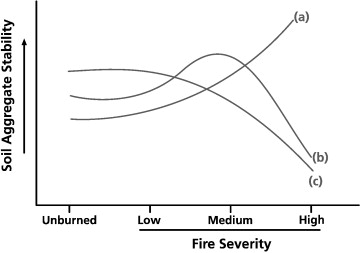 Soil Aggregate Stability
(a)
(b)
(c)
Unburned Low Medium High
Fire Severity